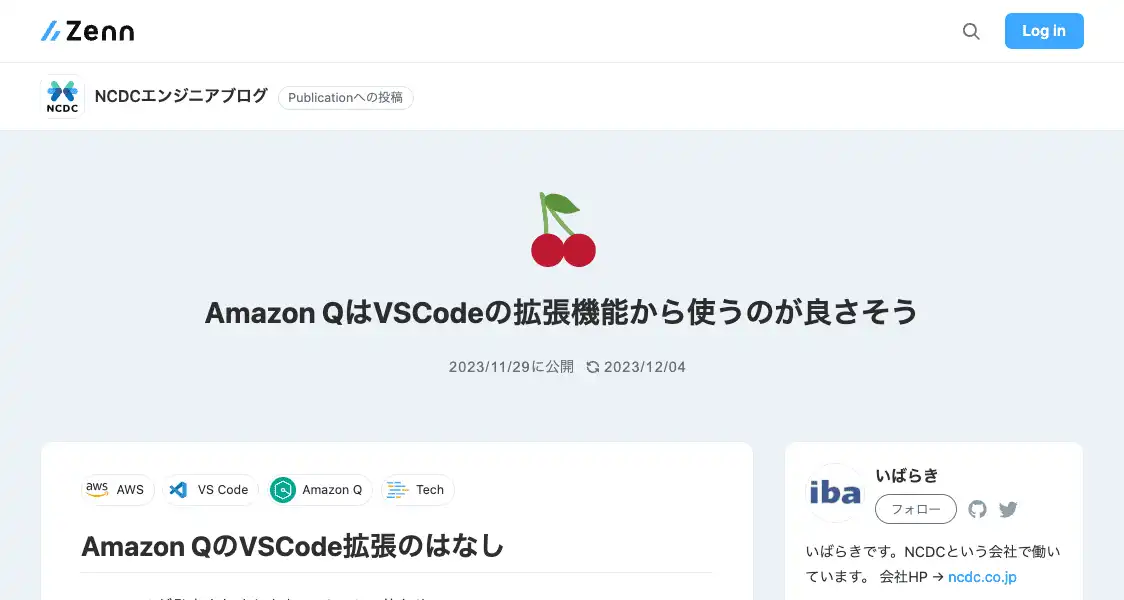 Zenn
Log in
NCDC
NCDCエンジニアブログ
Publicationへの投稿
Amazon QはVSCodeの拡張機能から使うのが良さそう
2023/11/29に公開
2023/12/04
aws AWS
VS Code
Amazon Q
Tech
Amazon QのVSCode拡張のはなし
iba
いばらき
フォロー
いばらきです。NCDCという会社で働い
ています。 会社HP → ncdc.co.jp